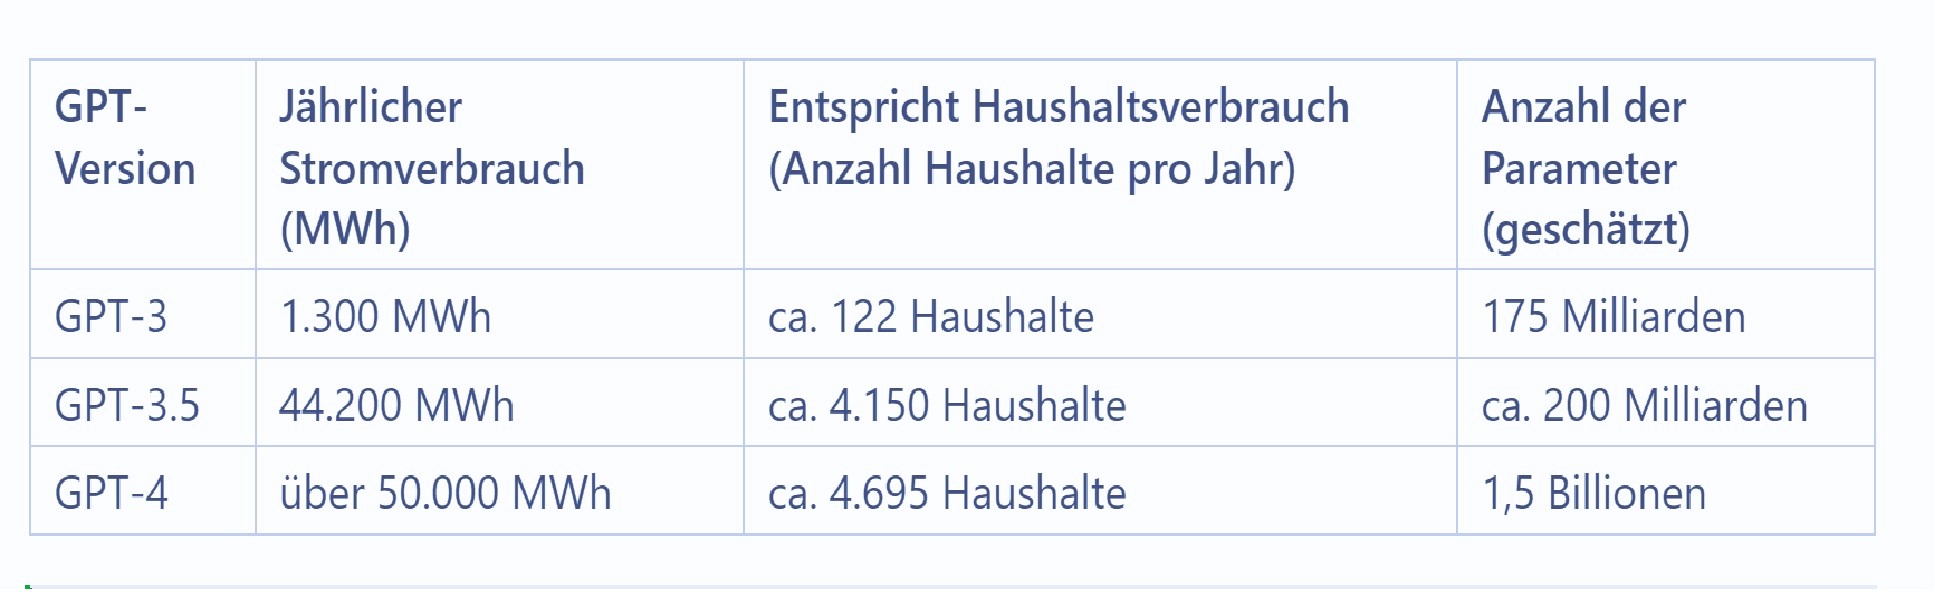 GPT-
Version
Jährlicher
Stromverbrauch
(MWh)
Entspricht Haushaltsverbrauch
(Anzahl Haushalte pro Jahr)
Anzahl der
Parameter
(geschätzt)
GPT-3
1.300 MWh
ca. 122 Haushalte
175 Milliarden
GPT-3.5
44.200 MWh
ca. 4.150 Haushalte
ca. 200 Milliarden
GPT-4
über 50.000 MWh
ca. 4.695 Haushalte
1,5 Billionen